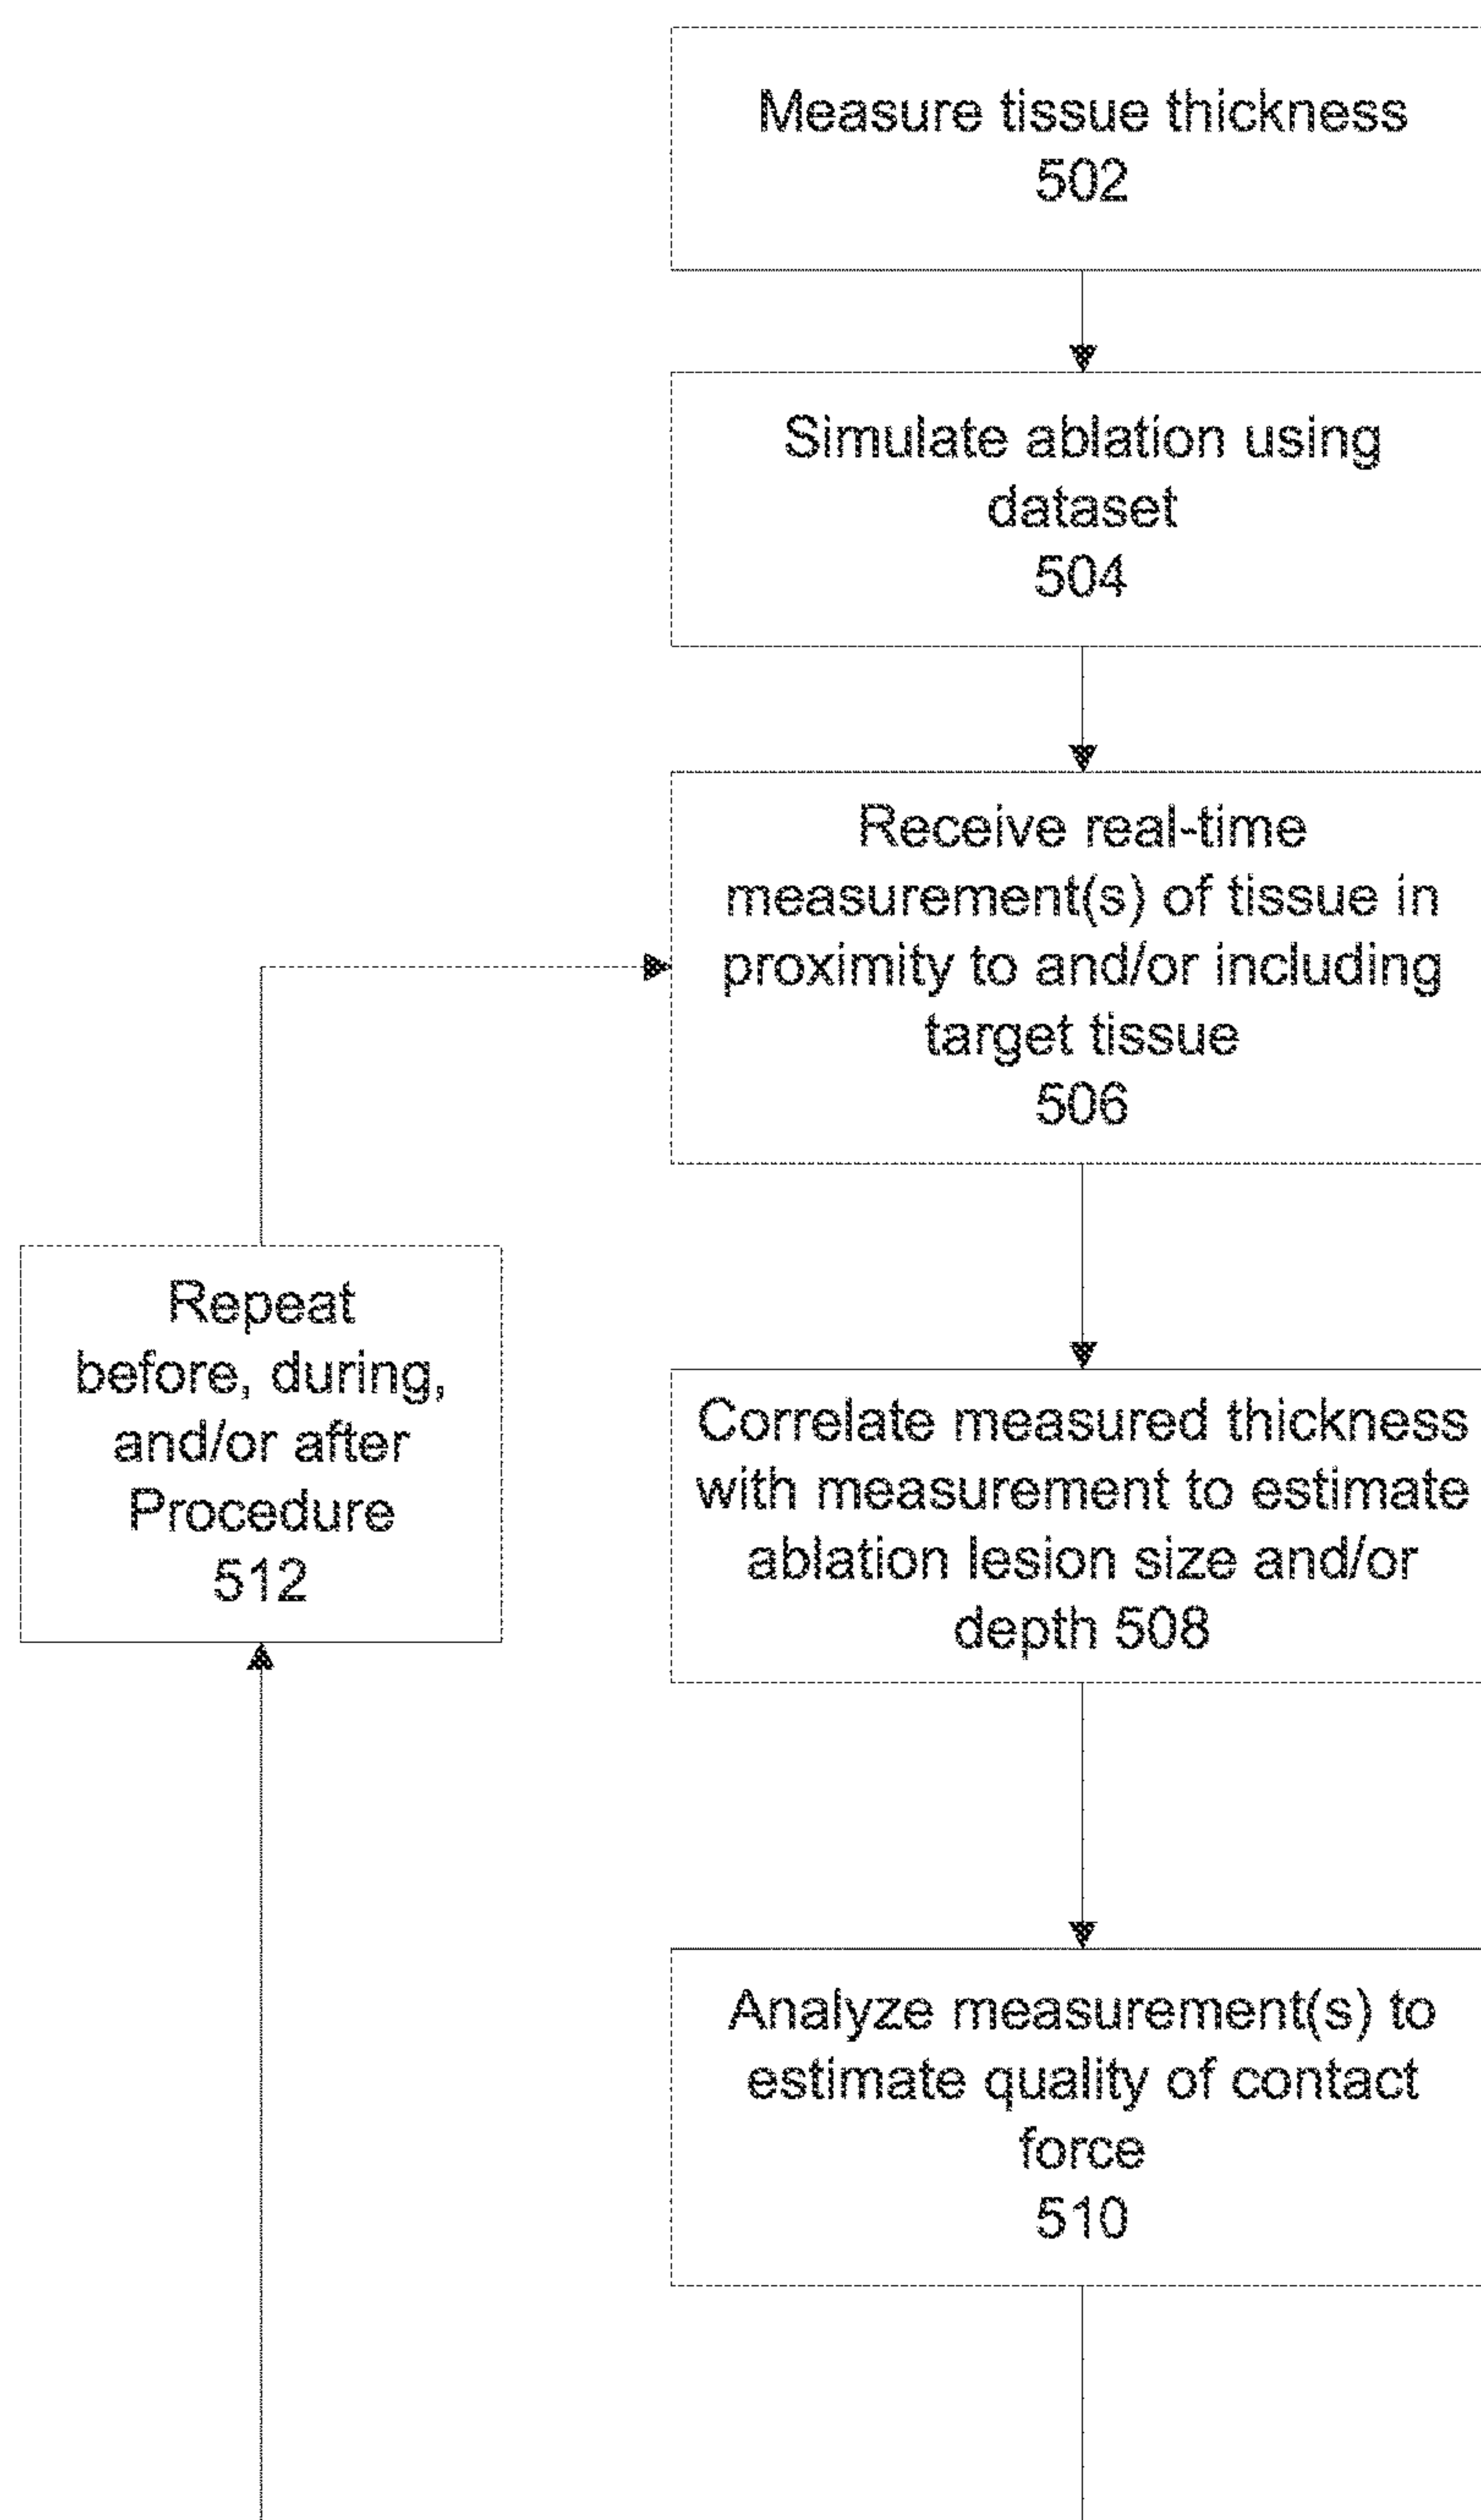 Measure tissue thickness
502
Simulate ablation using
dataset
504
Receive real-time
measurement(s) of tissue in
proximity to and/or including
target tissue
506
Repeat
before, during,
and/or after
Procedure
512
Correlate measured thickness
with measurement to estimate
ablation lesion size and/or
depth 508
Analyze measurement(s) to
estimate quality of contact
force
510